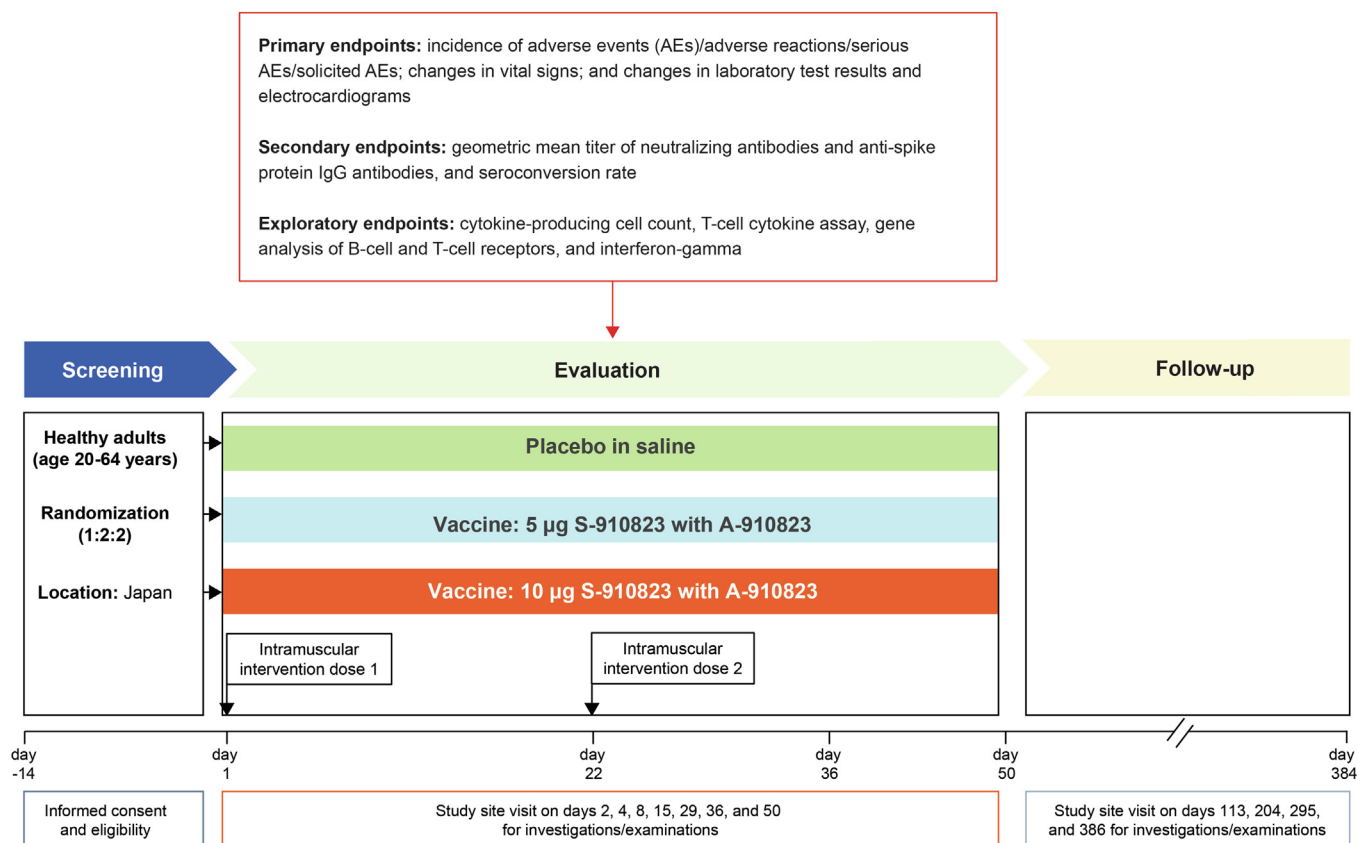 Primary endpoints: incidence of adverse events (AEs)/adverse reactions/serious
AEs/solicited AEs; changes in vital signs; and changes in laboratory test results and
electrocardiograms
Secondary endpoints: geometric mean titer of neutralizing antibodies and anti-spike
protein IgG antibodies, and seroconversion rate
Exploratory endpoints: cytokine-producing cell count, T-cell cytokine assay, gene
analysis of B-cell and T-cell receptors, and interferon-gamma
Screening
Evaluation
Follow-up
Healthy adults
(age 20-64 years)
Randomization
(1:2:2)
Location: Japan
Placebo in saline
Vaccine: 5 µg S-910823 with A-910823
Vaccine: 10 µg S-910823 with A-910823
Intramuscular
intervention dose 1
Intramuscular
intervention dose 2
day
-14
day
1
day
22
day
36
day
50
day
384
Informed consent
and eligibility
Study site visit on days 2, 4, 8, 15, 29, 36, and 50
for investigations/examinations
Study site visit on days 113, 204, 295,
and 386 for investigations/examinations